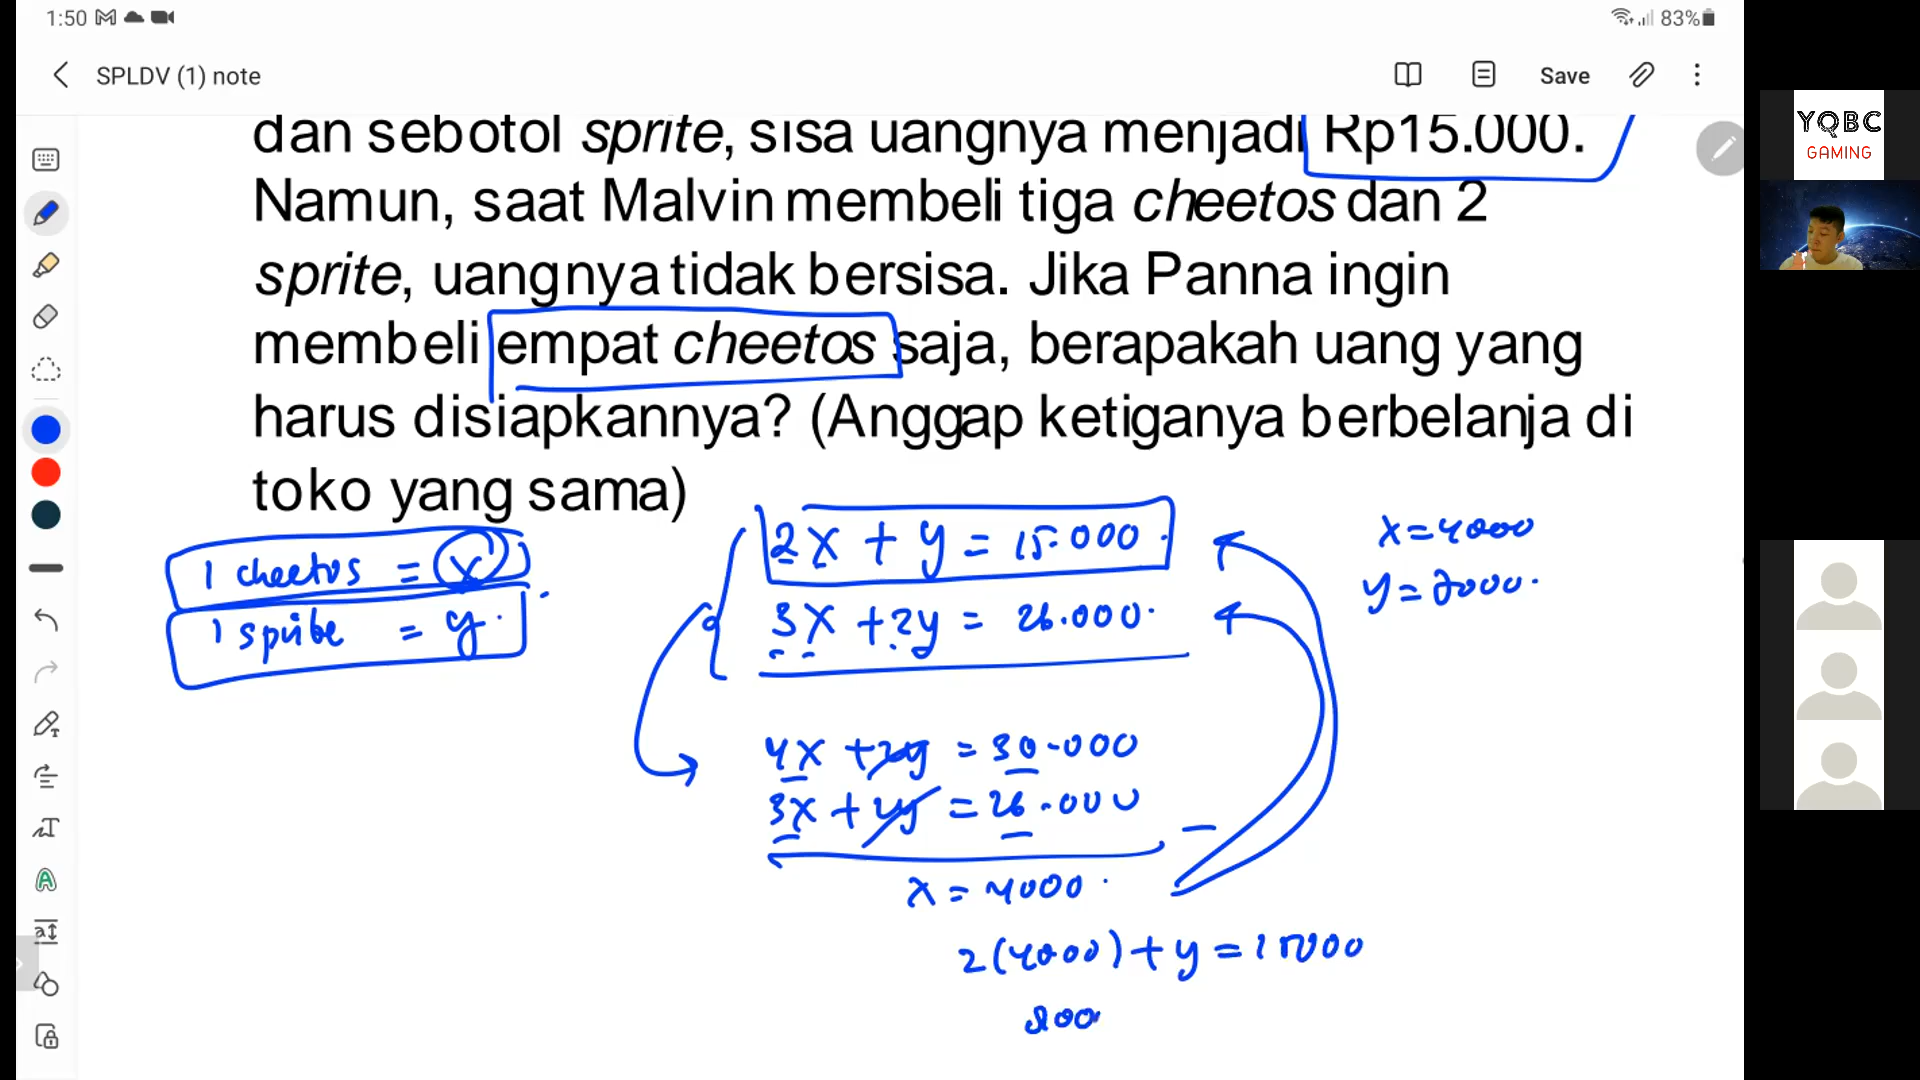 1:50
83%
SPLDV (1) note
Save
YQBC
GAMING
dan sebotol sprite, sisa uangnya menjadi Rp15.000.
Namun, saat Malvin membeli tiga cheetos dan 2
sprite, uangnya tidak bersisa. Jika Panna ingin
membeli empat cheetos saja, berapakah uang yang
harus disiapkannya? (Anggap ketiganya berbelanja di
toko yang sama)
1 cheetos = x
1 sprite = y
2x + y = 15.000
3x + 2y = 26.000
x = 4000
y = 7000
4x + 2y = 30.000
3x + 2y = 26.000
x = 4000
2(4000) + y = 15000
800